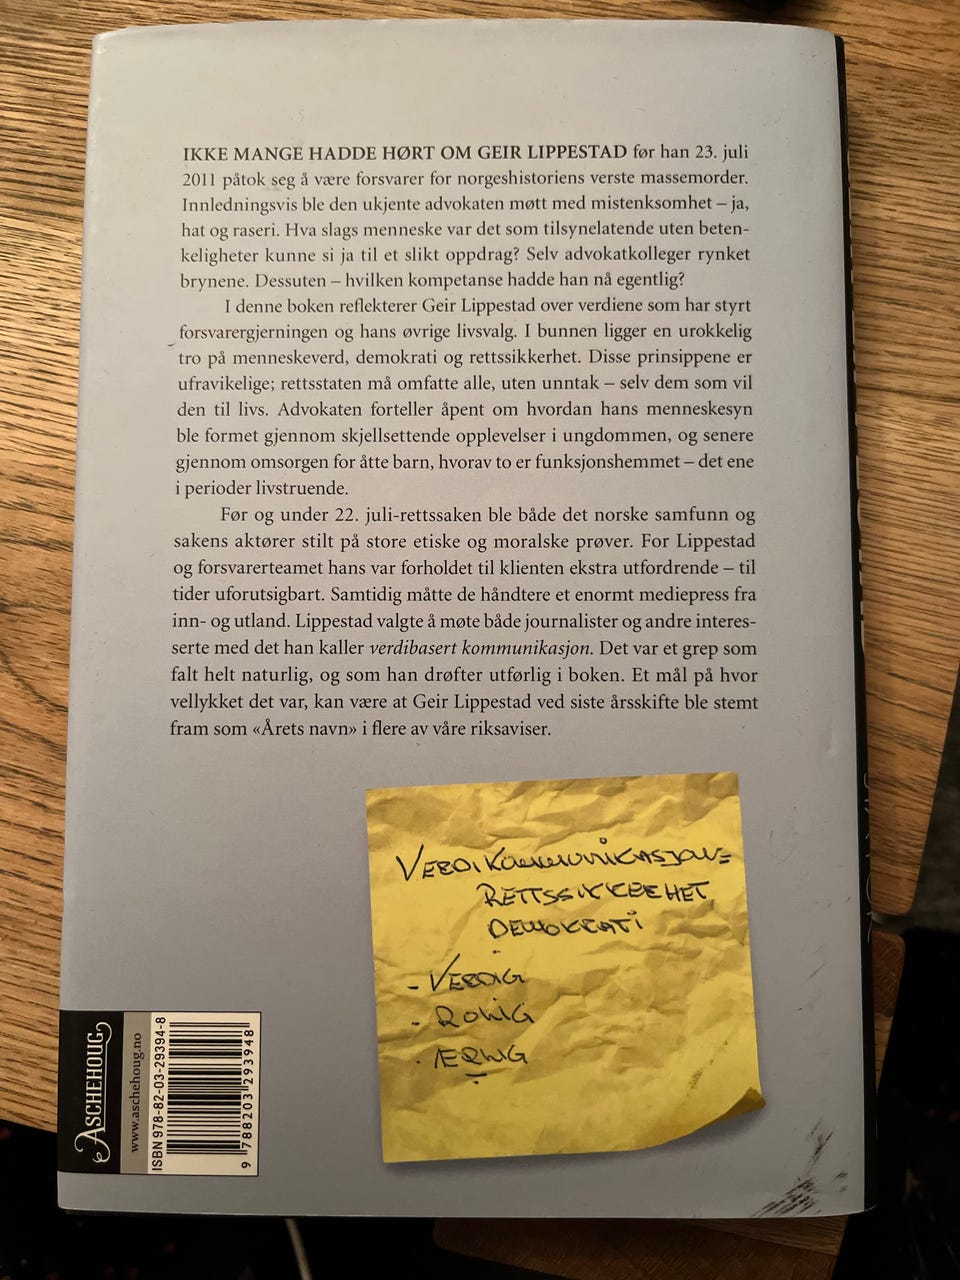 IKKE MANGE HADDE HØRT OM GEIR LIPPESTAD før han 23. juli
2011 påtok seg å være forsvarer for norgeshistoriens verste massemorder.
Innledningsvis ble den ukjente advokaten møtt med mistenksomhet – ja,
hat og raseri. Hva slags menneske var det som tilsynelatende uten beten-
keligheter kunne si ja til et slikt oppdrag? Selv advokatkolleger rynket
brynene. Dessuten – hvilken kompetanse hadde han nå egentlig?
I denne boken reflekterer Geir Lippestad over verdiene som har styrt
forsvarergjerningen og hans øvrige livsvalg. I bunnen ligger en urokkelig
tro på menneskeverd, demokrati og rettssikkerhet. Disse prinsippene er
ufravikelige; rettsstaten må omfatte alle, uten unntak – selv dem som vil
den til livs. Advokaten forteller åpent om hvordan hans menneskesyn
ble formet gjennom skjellsettende opplevelser i ungdommen, og senere
gjennom omsorgen for åtte barn, hvorav to er funksjonshemmet – det ene
i perioder livstruende.
Før og under 22. juli-rettssaken ble både det norske samfunn og
sakens aktører stilt på store etiske og moralske prøver. For Lippestad
og forsvarerteamet hans var forholdet til klienten ekstra utfordrende – til
tider uforutsigbart. Samtidig måtte de håndtere et enormt mediepress fra
inn- og utland. Lippestad valgte å møte både journalister og andre interes-
serte med det han kaller verdibasert kommunikasjon. Det var et grep som
falt helt naturlig, og som han drøfter utførlig i boken. Et mål på hvor
vellykket det var, kan være at Geir Lippestad ved siste årsskifte ble stemt
fram som «Årets navn» i flere av våre riksaviser.
VERDIKOMMUNIKASJON=
RETTSSIKKERHET
DEMOKRATI
- VERDIG
- ROLIG
- ÆRLIG
ASCHEHOUG
www.aschehoug.no
ISBN 978-82-03-29394-8
9 788203 293948